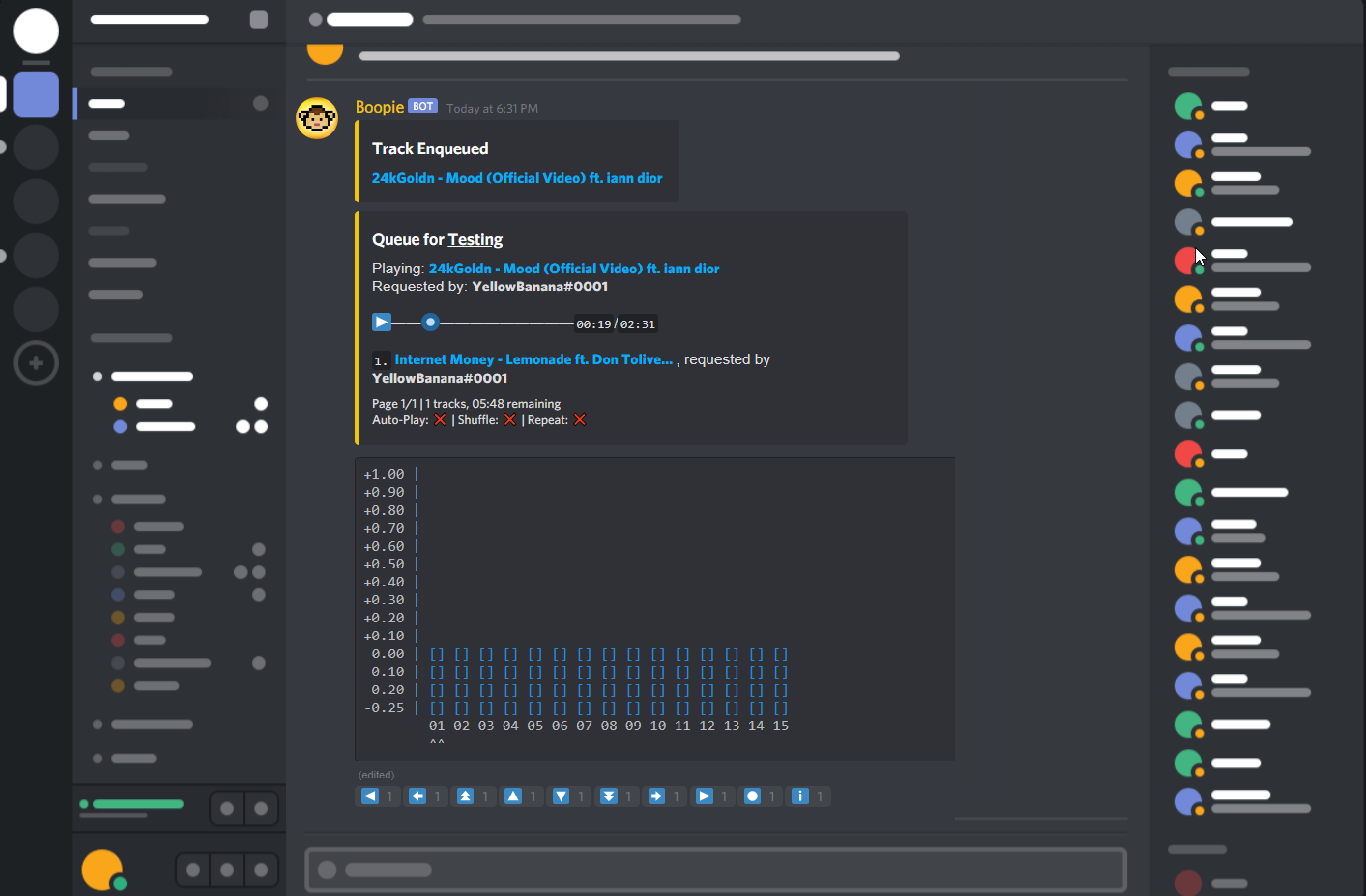 Boopie BOT Today at 6:31 PM
Track Enqueued
24kGoldn - Mood (Official Video) ft. iann dior
Queue for Testing
Playing: 24kGoldn - Mood (Official Video) ft. iann dior
Requested by: YellowBanana#0001
00:19/02:31
1. Internet Money - Lemonade ft. Don Tolive... , requested by
YellowBanana#0001
Page 1/1 | 1 tracks, 05:48 remaining
Auto-Play: ❌ | Shuffle: ❌ | Repeat: ❌
+1.00 |
+0.90 |
+0.80 |
+0.70 |
+0.60 |
+0.50 |
+0.40 |
+0.30 |
+0.20 |
+0.10 |
0.00 | [] [] [] [] [] [] [] [] [] [] [] [] [] [] []
0.10 | [] [] [] [] [] [] [] [] [] [] [] [] [] [] []
0.20 | [] [] [] [] [] [] [] [] [] [] [] [] [] [] []
-0.25 | [] [] [] [] [] [] [] [] [] [] [] [] [] [] []
01 02 03 04 05 06 07 08 09 10 11 12 13 14 15
^^
(edited)
1 1 1 1 1 1 1 1 1 1